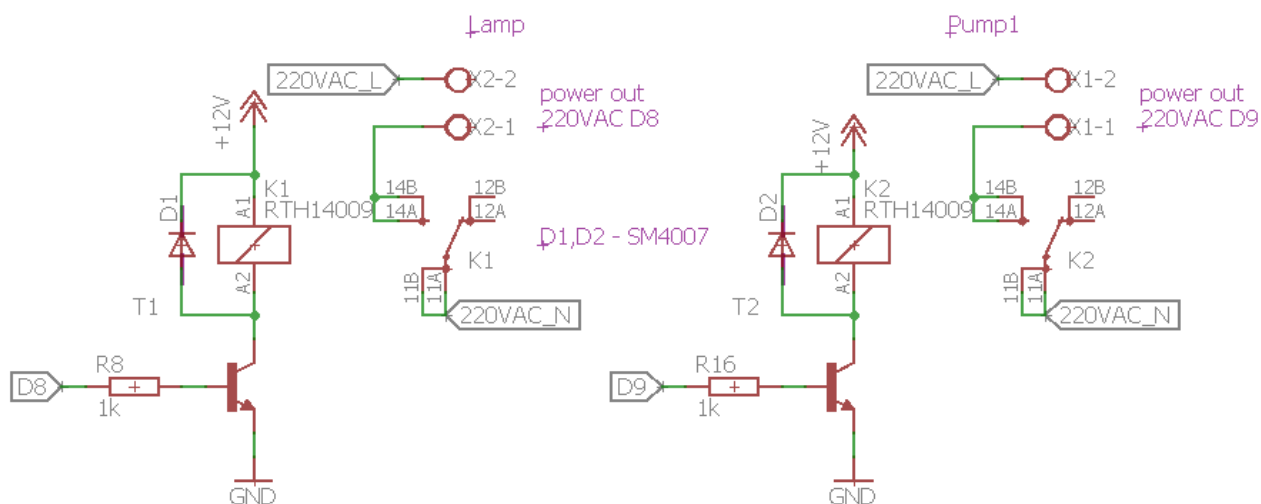 Lamp
220VAC_L
X2-2
power out
220VAC D8
X2-1
+12V
D1
K1
RTH14009
A1
A2
14B
14A
12B
12A
D1,D2 - SM4007
K1
11B
11A
220VAC_N
T1
R8
D8
1k
GND
Pump1
220VAC_L
X1-2
power out
220VAC D9
X1-1
+12V
D2
K2
RTH14009
A1
A2
14B
14A
12B
12A
K2
11B
11A
220VAC_N
T2
R16
D9
1k
GND